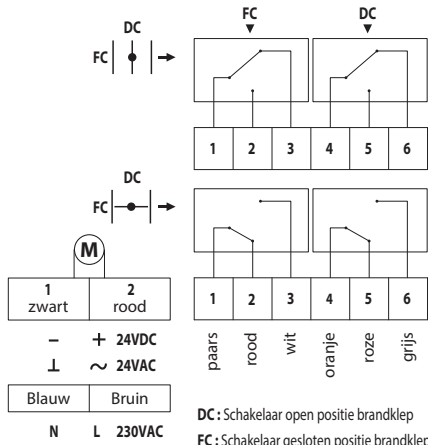 FC DC
DC
FC
1 2 3 4 5 6
DC
FC
M
1 2
zwart rood
1 2 3 4 5 6
paars rood wit oranje roze grijs
– + 24VDC
⊥ ~ 24VAC
Blauw Bruin
N L 230VAC
DC : Schakelaar open positie brandklep
FC : Schakelaar gesloten positie brandklep